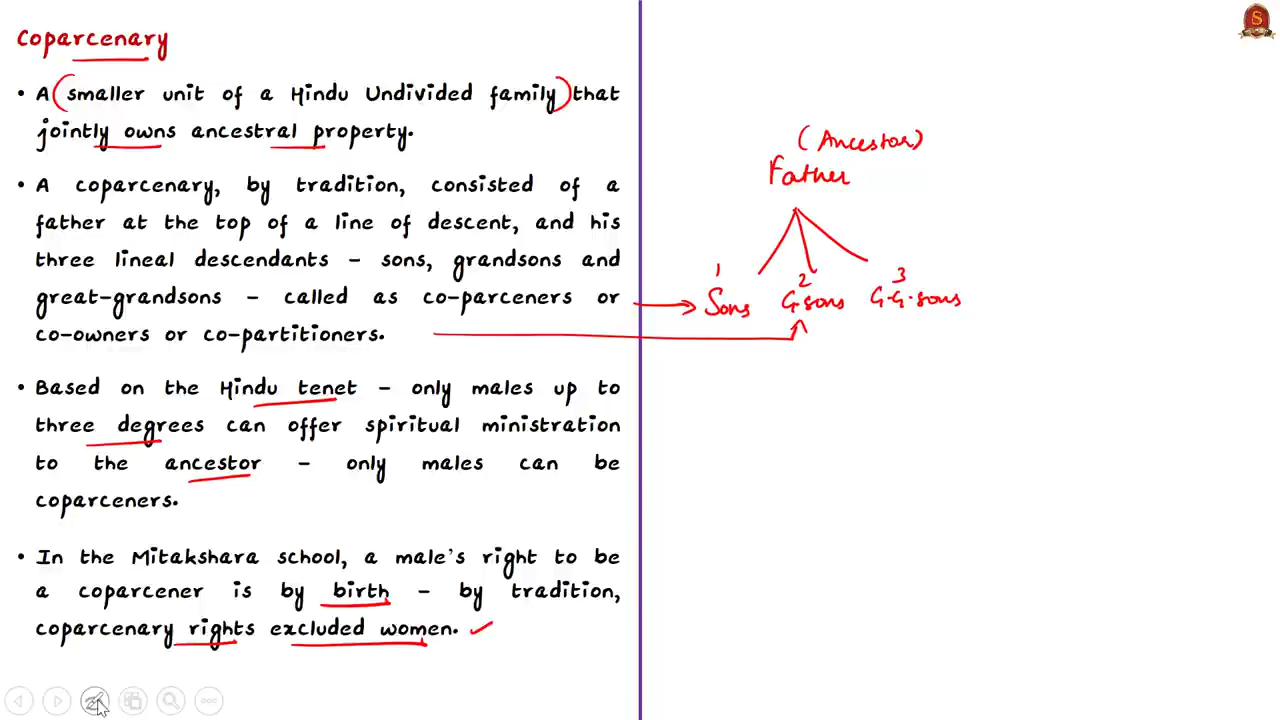 Coparcenary
• A (smaller unit of a Hindu Undivided family) that
jointly owns ancestral property.
• A coparcenary, by tradition, consisted of a
father at the top of a line of descent, and his
three lineal descendants – sons, grandsons and
great-grandsons – called as co-parceners or
co-owners or co-partitioners.
• Based on the Hindu tenet – only males up to
three degrees can offer spiritual ministration
to the ancestor – only males can be
coparceners.
• In the Mitakshara school, a male's right to be
a coparcener is by birth – by tradition,
coparcenary rights excluded women.
(Ancestor)
Father
1 2 3
Sons G.sons G.G.sons
S